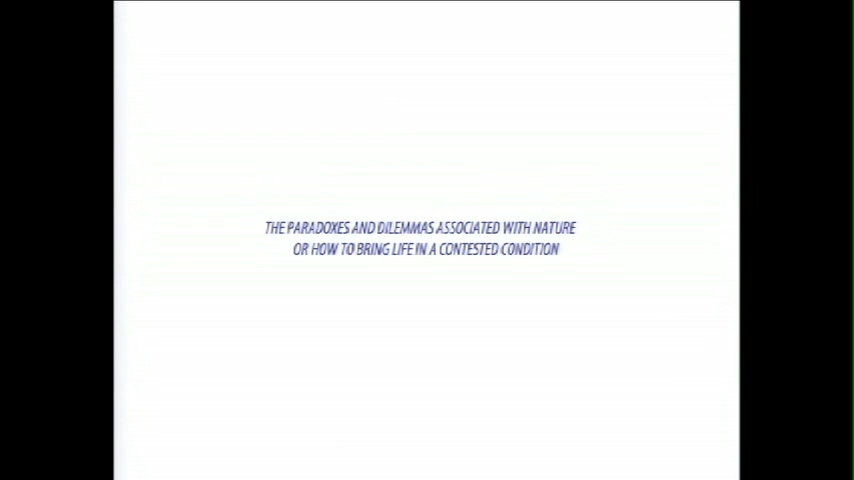 THE PARADOXES AND DILEMMAS ASSOCIATED WITH NATURE
OR HOW TO BRING LIFE IN A CONTESTED CONDITION